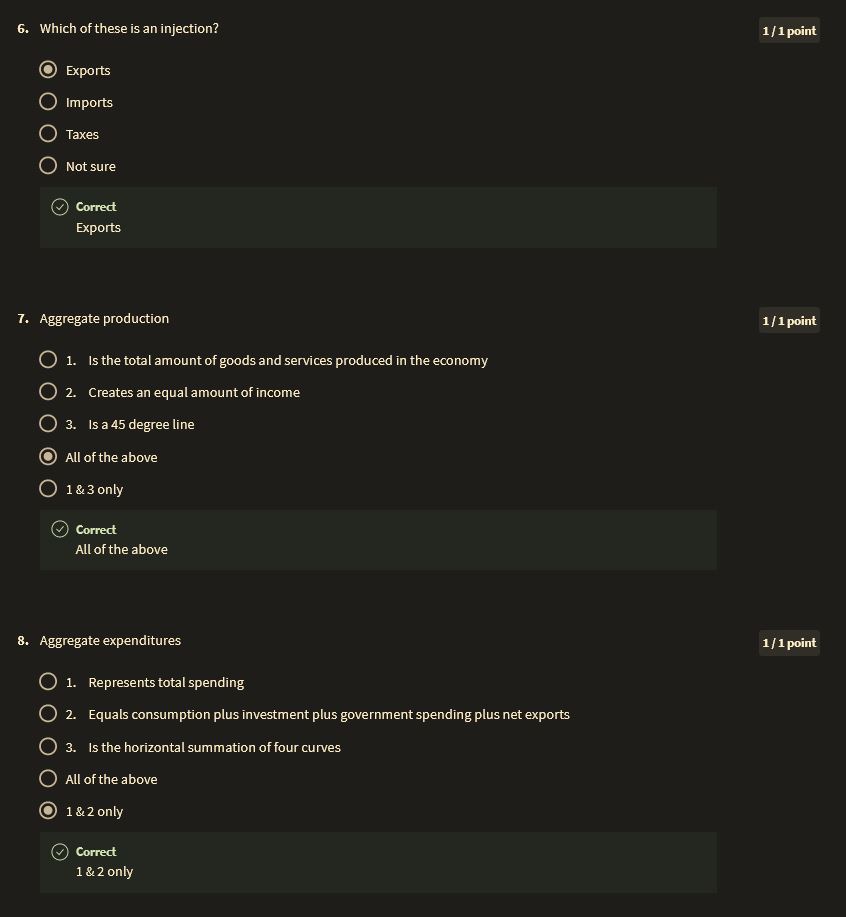 6. Which of these is an injection?
1 / 1 point
Exports
Imports
Taxes
Not sure
Correct
Exports
7. Aggregate production
1 / 1 point
1. Is the total amount of goods and services produced in the economy
2. Creates an equal amount of income
3. Is a 45 degree line
All of the above
1 & 3 only
Correct
All of the above
8. Aggregate expenditures
1 / 1 point
1. Represents total spending
2. Equals consumption plus investment plus government spending plus net exports
3. Is the horizontal summation of four curves
All of the above
1 & 2 only
Correct
1 & 2 only